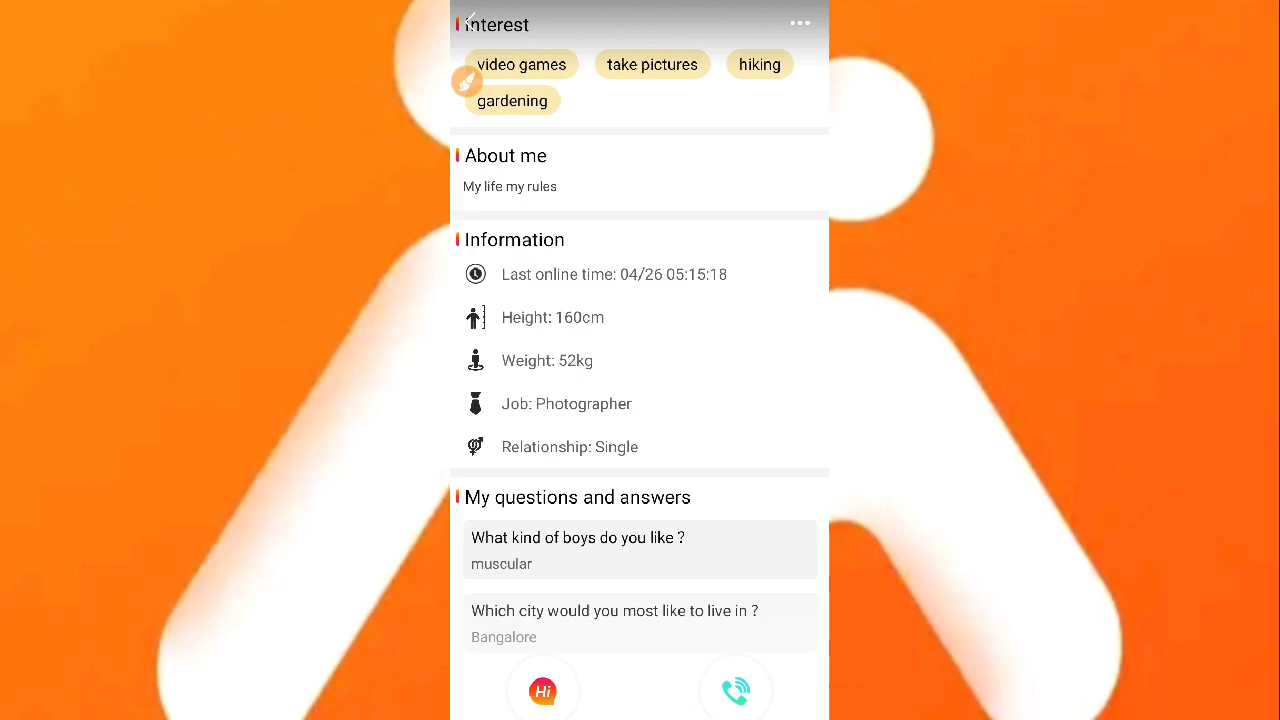 Interest
video games
take pictures
hiking
gardening
About me
My life my rules
Information
Last online time: 04/26 05:15:18
Height: 160cm
Weight: 52kg
Job: Photographer
Relationship: Single
My questions and answers
What kind of boys do you like ?
muscular
Which city would you most like to live in ?
Bangalore
Hi